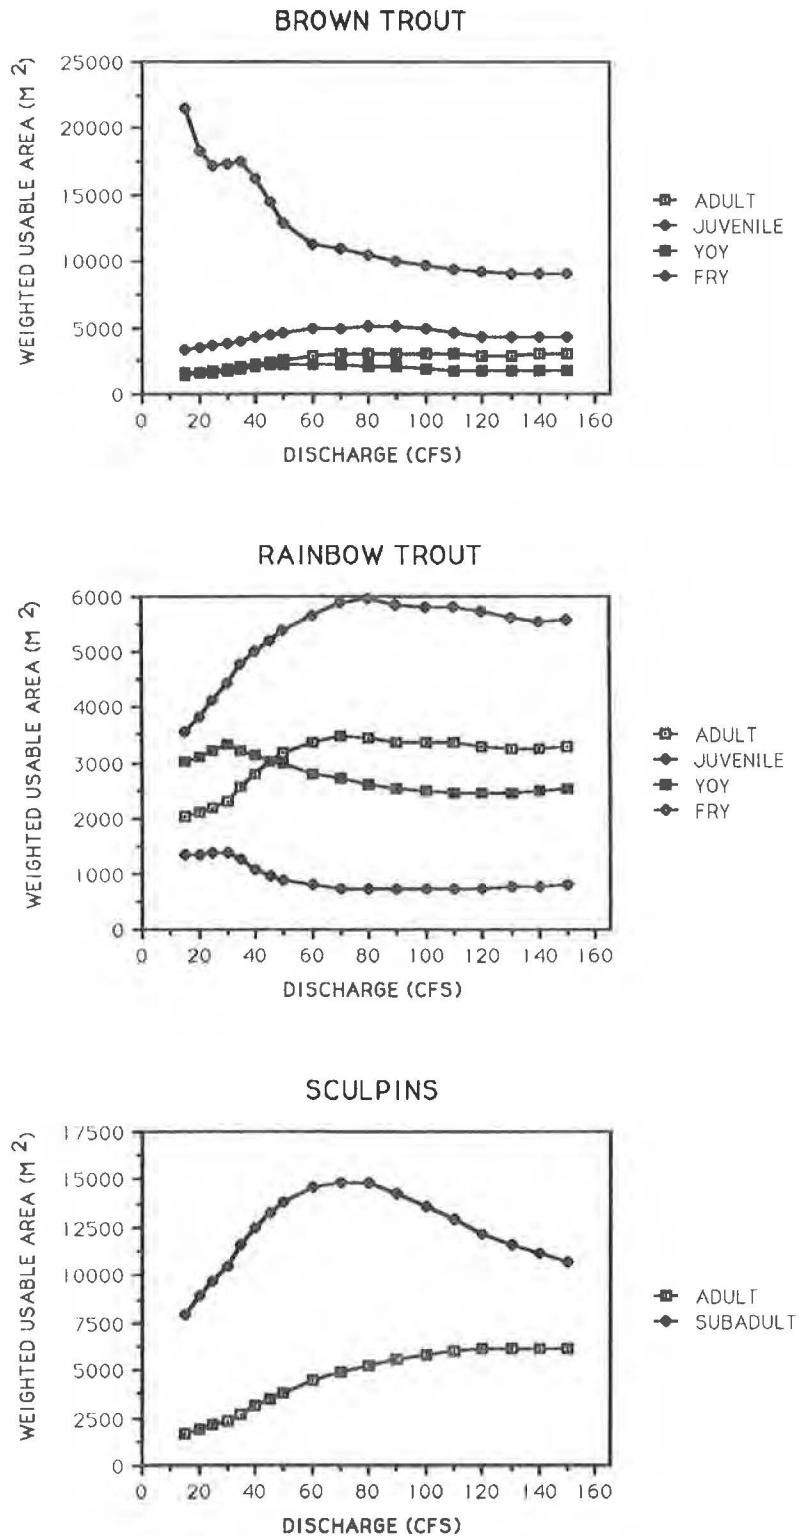 BROWN TROUT
WEIGHTED USABLE AREA (M 2)
25000
20000
15000
10000
5000
0
0 20 40 60 80 100 120 140 160
DISCHARGE (CFS)
ADULT
JUVENILE
YOY
FRY
RAINBOW TROUT
WEIGHTED USABLE AREA (M 2)
6000
5000
4000
3000
2000
1000
0
0 20 40 60 80 100 120 140 160
DISCHARGE (CFS)
ADULT
JUVENILE
YOY
FRY
SCULPINS
WEIGHTED USABLE AREA (M 2)
17500
15000
12500
10000
7500
5000
2500
0
0 20 40 60 80 100 120 140 160
DISCHARGE (CFS)
ADULT
SUBADULT